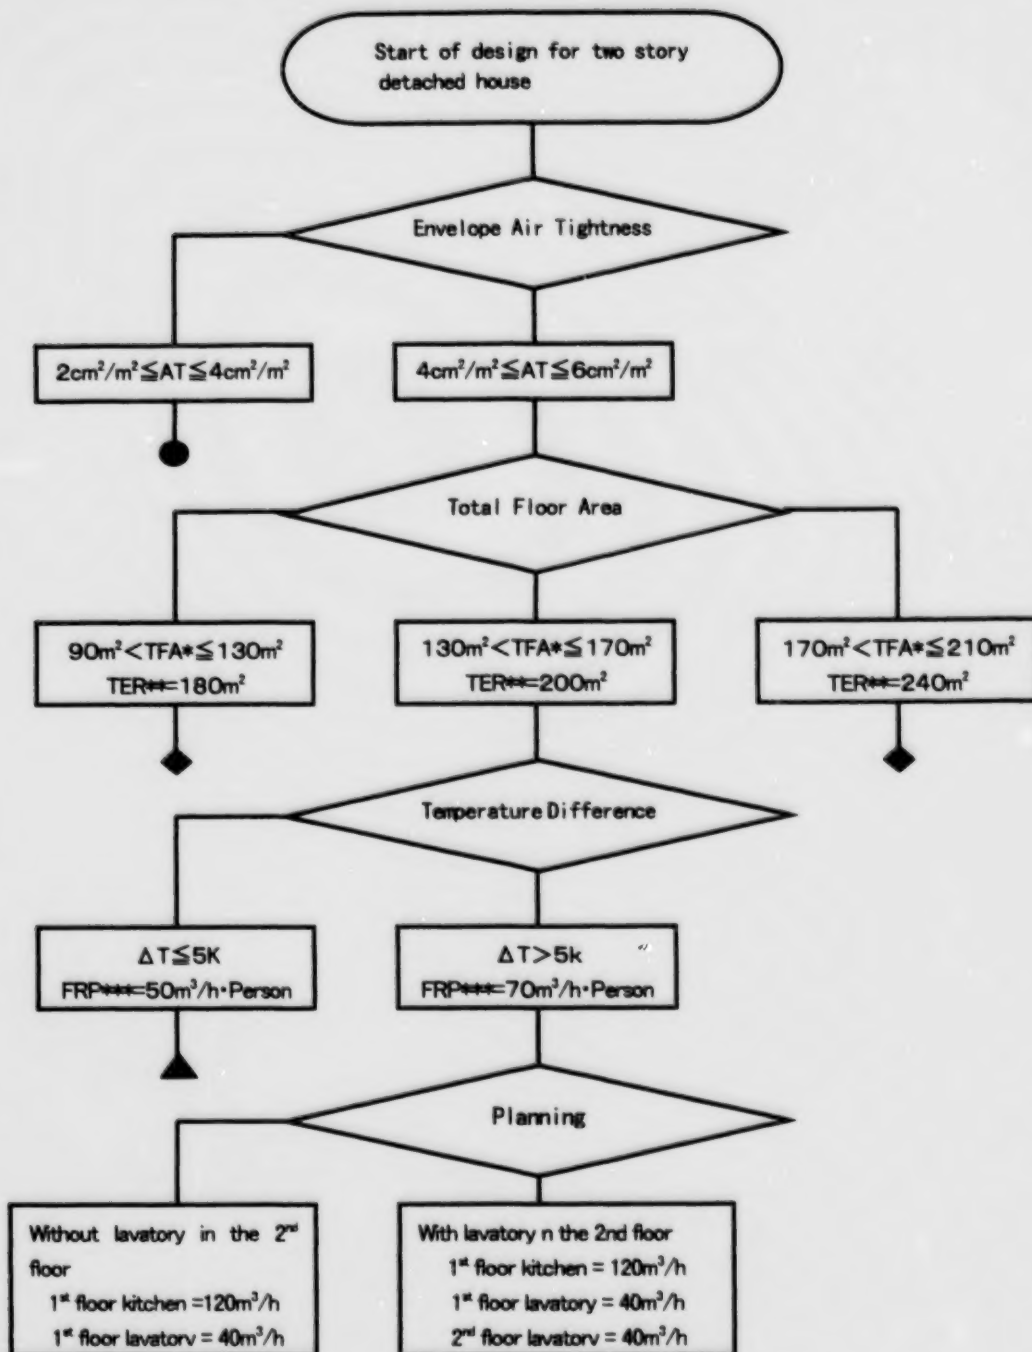 Start of design for two story
detached house
Envelope Air Tightness
2cm²/m²≦AT≦4cm²/m²
4cm²/m²≦AT≦6cm²/m²
Total Floor Area
90m²<TFA*≦130m²
TER**=180m²
130m²<TFA*≦170m²
TER**=200m²
170m²<TFA*≦210m²
TER**=240m²
Temperature Difference
ΔT≦5K
FRP***=50m³/h·Person
ΔT>5k
FRP***=70m³/h·Person
Planning
Without lavatory in the 2nd
floor
1st floor kitchen =120m³/h
1st floor lavatory = 40m³/h
With lavatory n the 2nd floor
1st floor kitchen = 120m³/h
1st floor lavatory = 40m³/h
2nd floor lavatory = 40m³/h